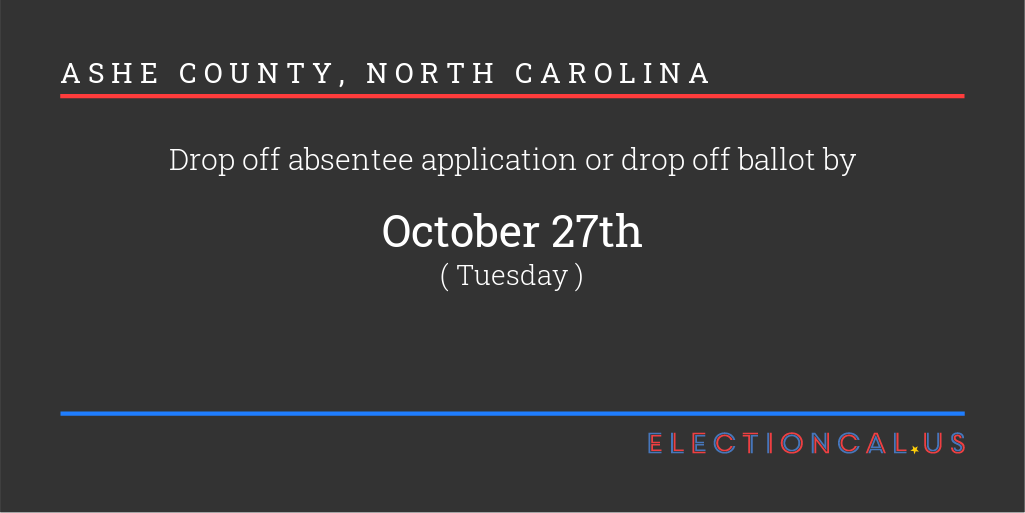 ASHE COUNTY, NORTH CAROLINA
Drop off absentee application or drop off ballot by
October 27th
( Tuesday )
ELECTIONCAL.US